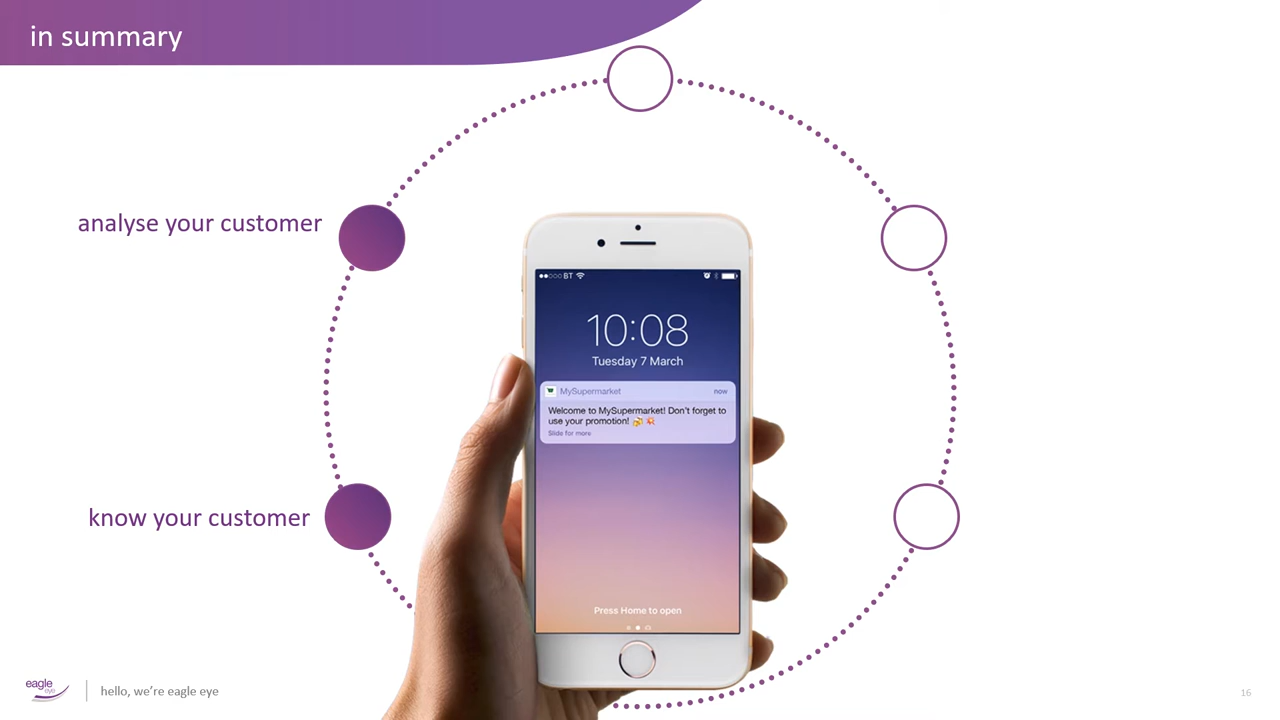 in summary
analyse your customer
BT
10:08
Tuesday 7 March
MySupermarket now
Welcome to MySupermarket! Don't forget to
use your promotion! 🎉 💥
Slide for more
know your customer
Press Home to open
eagle
eye
hello, we're eagle eye
16